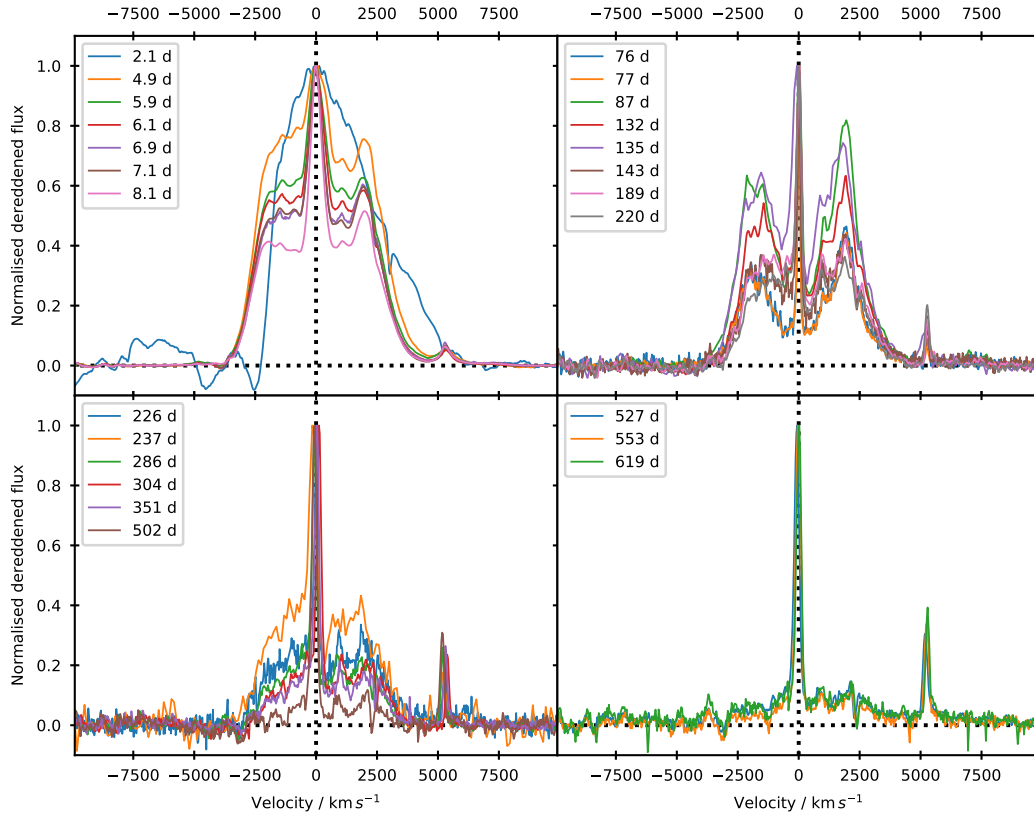 −7500 −5000 −2500 0 2500 5000 7500 −7500 −5000 −2500 0 2500 5000 7500
Normalised dereddened flux
1.0
0.8
0.6
0.4
0.2
0.0
2.1 d
4.9 d
5.9 d
6.1 d
6.9 d
7.1 d
8.1 d
76 d
77 d
87 d
132 d
135 d
143 d
189 d
220 d
Normalised dereddened flux
1.0
0.8
0.6
0.4
0.2
0.0
226 d
237 d
286 d
304 d
351 d
502 d
527 d
553 d
619 d
−7500 −5000 −2500 0 2500 5000 7500 −7500 −5000 −2500 0 2500 5000 7500
Velocity / km s⁻¹ Velocity / km s⁻¹